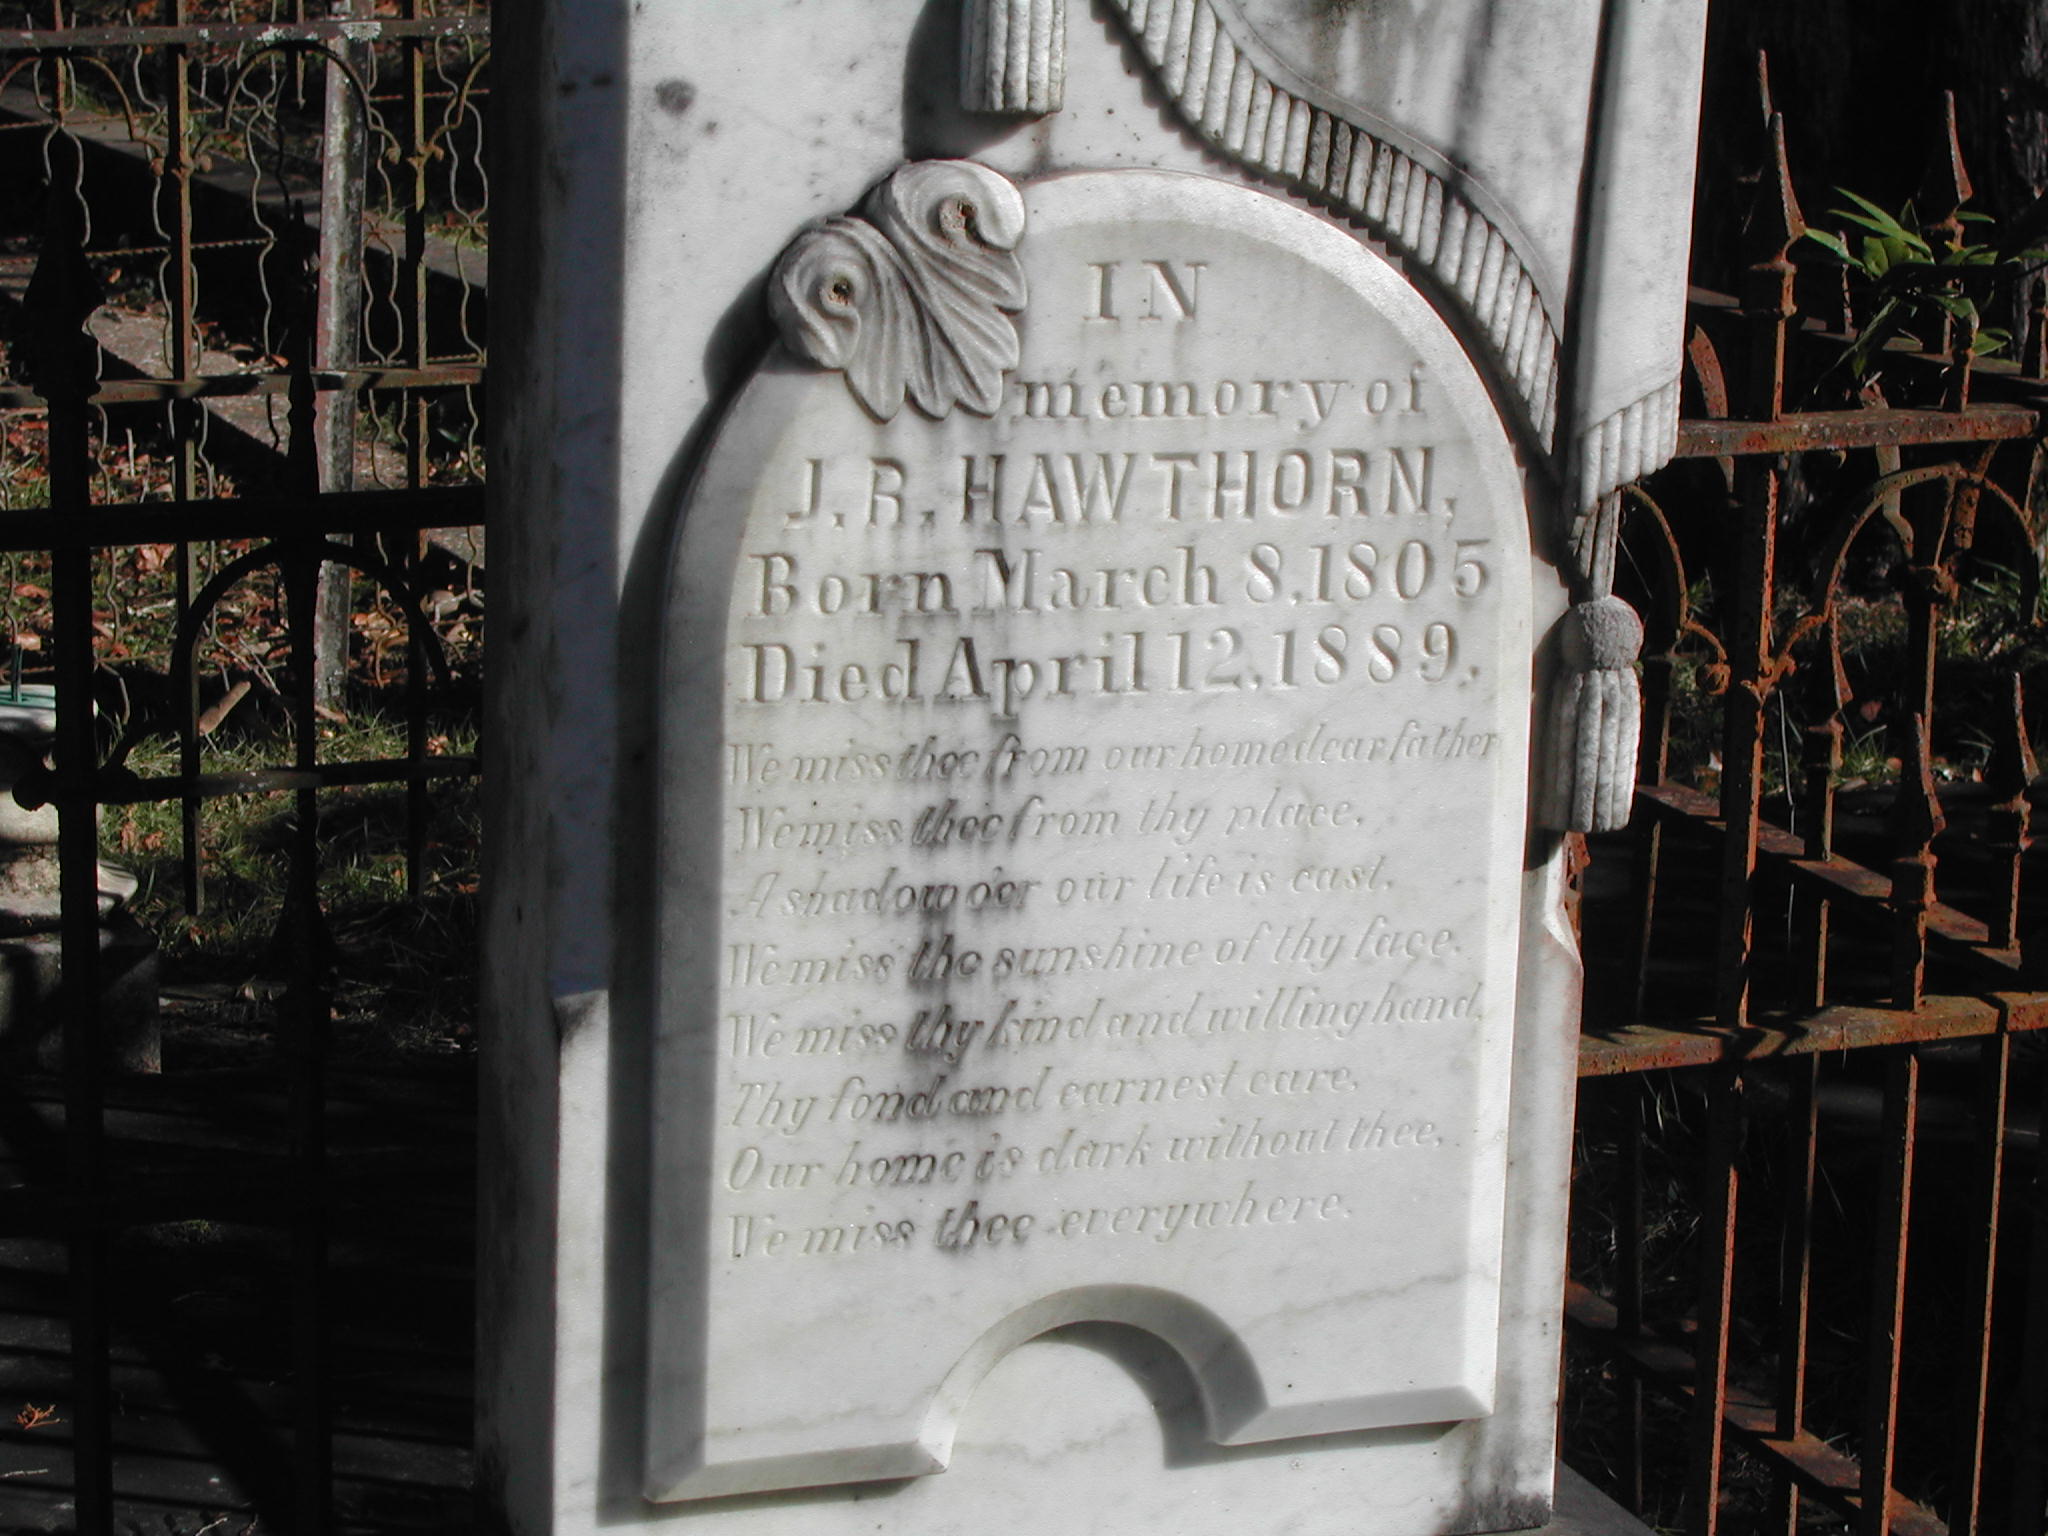 IN
memory of
J. R. HAWTHORN,
Born March 8, 1805
Died April 12, 1889.
We miss thee from our home dear father
We miss thee from thy place,
A shadow o'er our life is cast,
We miss the sunshine of thy face.
We miss thy kind and willing hand,
Thy fond and earnest care,
Our home is dark without thee,
We miss thee everywhere.